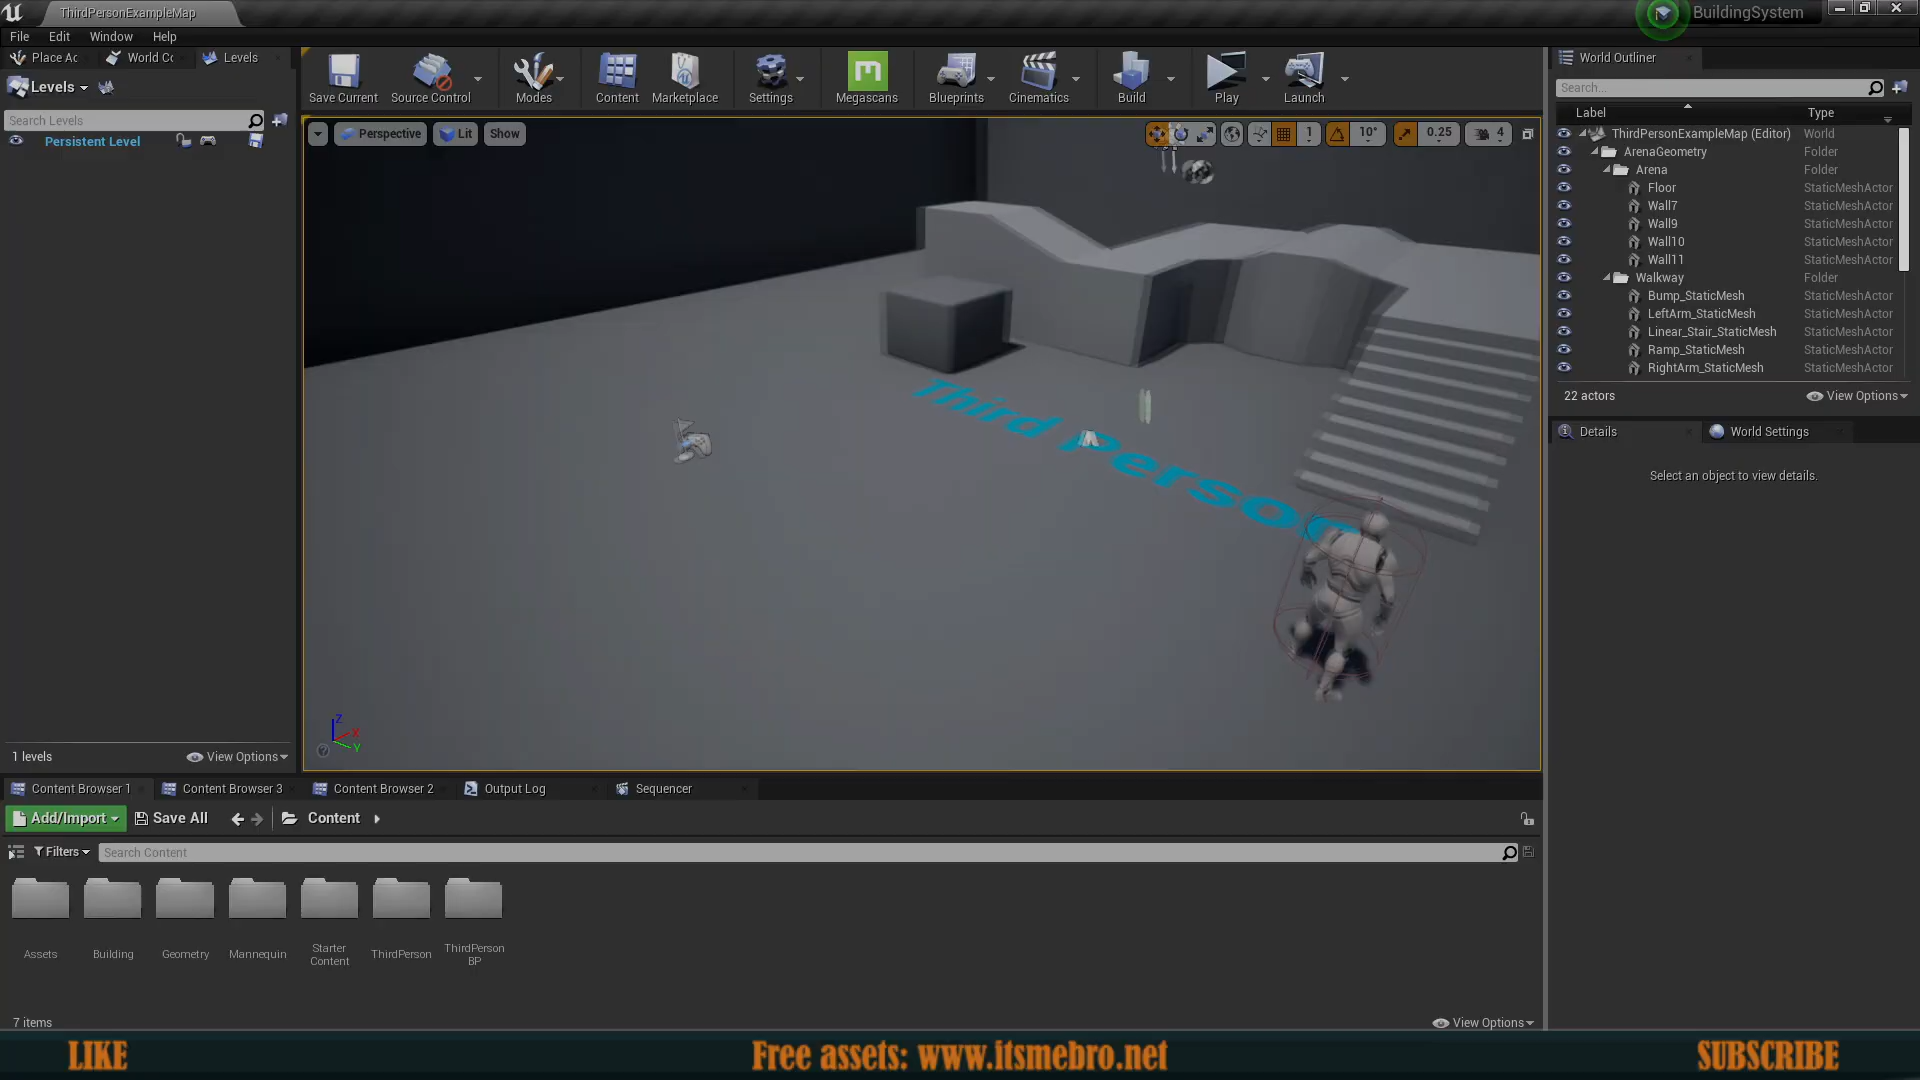 ThirdPersonExampleMap
BuildingSystem
File Edit Window Help
Place Ac World Co Levels
Levels
Search Levels
Persistent Level
1 levels
View Options
Save Current Source Control Modes Content Marketplace Settings Megascans Blueprints Cinematics Build Play Launch
Perspective Lit Show
1 10° 0.25 4
Third Person
Z
X
Y
World Outliner
Search...
Label Type
ThirdPersonExampleMap (Editor) World
ArenaGeometry Folder
Arena Folder
Floor StaticMeshActor
Wall7 StaticMeshActor
Wall9 StaticMeshActor
Wall10 StaticMeshActor
Wall11 StaticMeshActor
Walkway Folder
Bump_StaticMesh StaticMeshActor
LeftArm_StaticMesh StaticMeshActor
Linear_Stair_StaticMesh StaticMeshActor
Ramp_StaticMesh StaticMeshActor
RightArm_StaticMesh StaticMeshActor
22 actors
View Options
Details World Settings
Select an object to view details.
Content Browser 1 Content Browser 3 Content Browser 2 Output Log Sequencer
Add/Import Save All Content
Filters Search Content
Assets
Building
Geometry
Mannequin
Starter
Content
ThirdPerson
ThirdPerson
BP
7 items
View Options
LIKE
Free assets: www.itsmebro.net
SUBSCRIBE